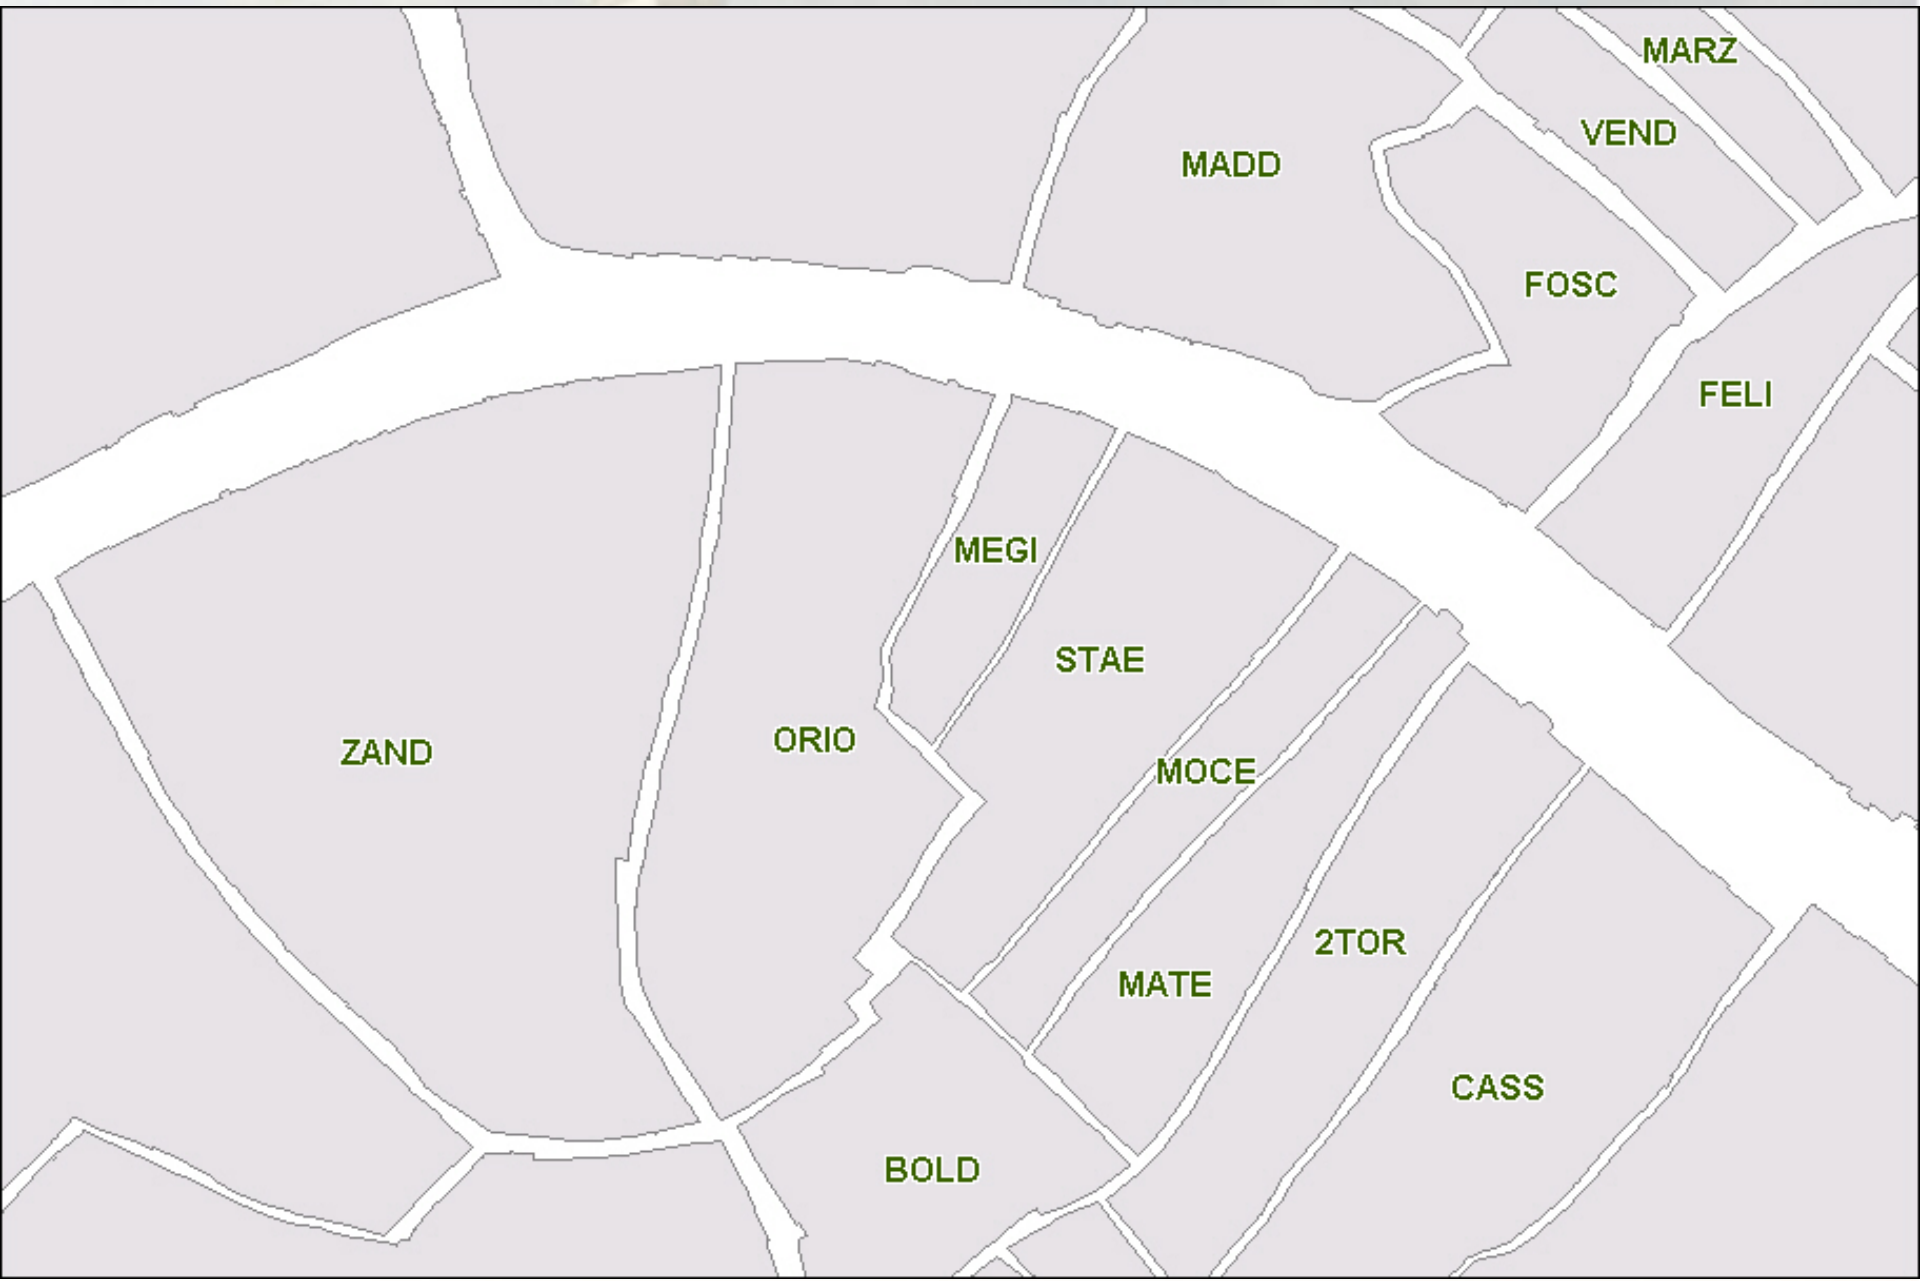 MARZ
VEND
MADD
FOSC
FELI
MEGI
STAE
ORIO
ZAND
MOCE
2TOR
MATE
CASS
BOLD